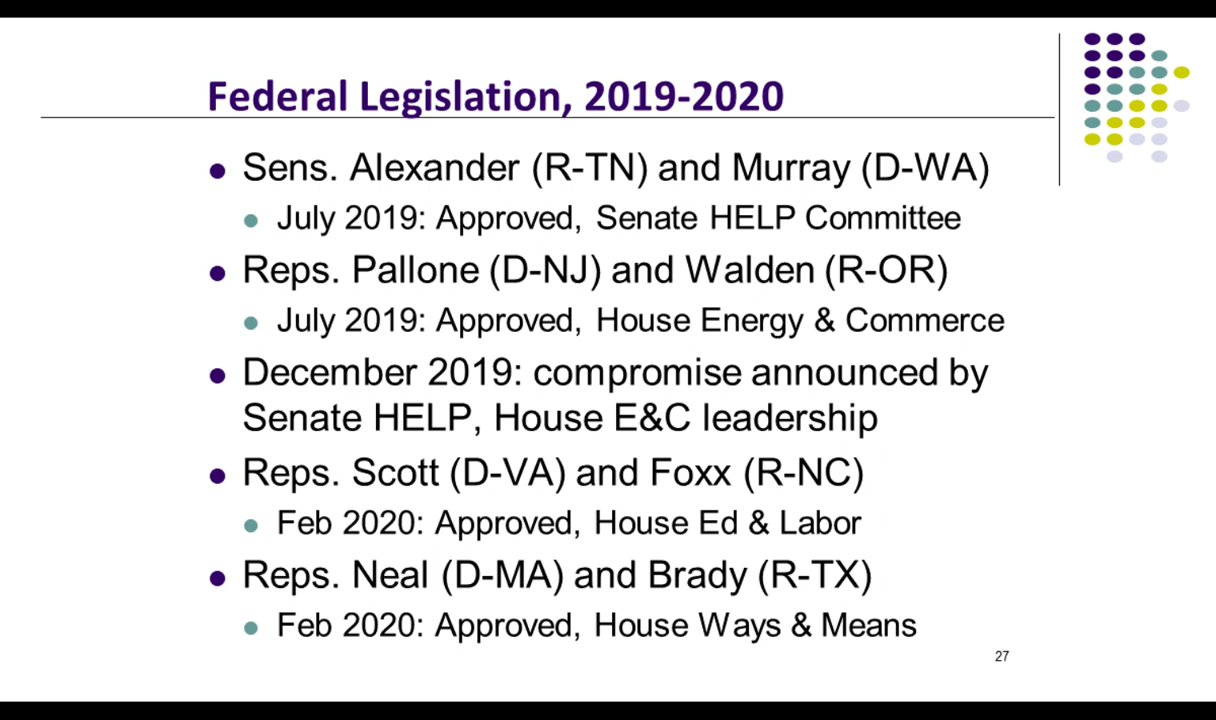 Federal Legislation, 2019-2020
Sens. Alexander (R-TN) and Murray (D-WA)
July 2019: Approved, Senate HELP Committee
Reps. Pallone (D-NJ) and Walden (R-OR)
July 2019: Approved, House Energy & Commerce
December 2019: compromise announced by
Senate HELP, House E&C leadership
Reps. Scott (D-VA) and Foxx (R-NC)
Feb 2020: Approved, House Ed & Labor
Reps. Neal (D-MA) and Brady (R-TX)
Feb 2020: Approved, House Ways & Means
27